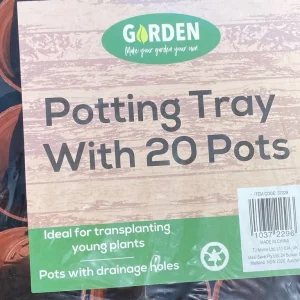 GARDEN
Make your garden your own
Potting Tray
With 20 Pots
Ideal for transplanting
young plants
Pots with drainage holes
10372296
MADE IN CHINA